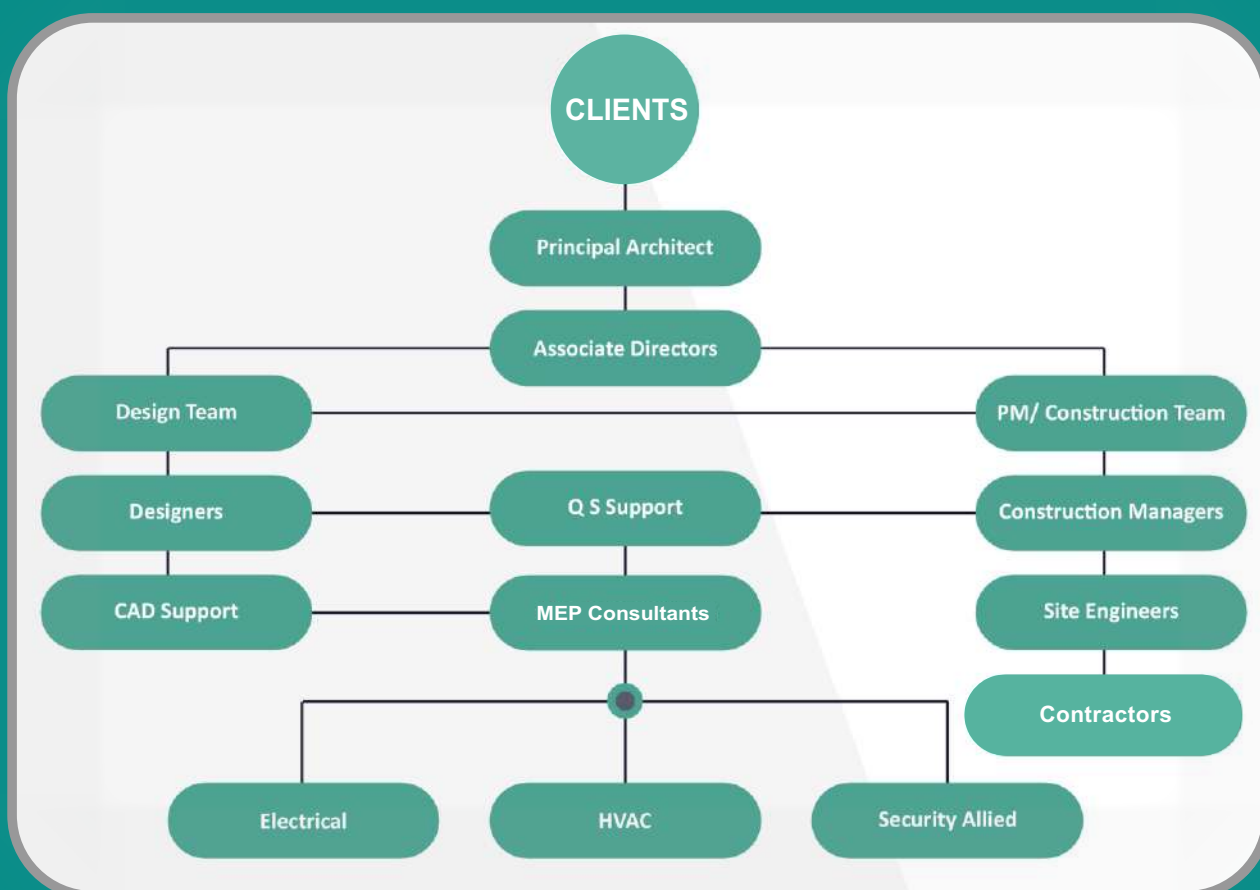 CLIENTS
Principal Architect
Associate Directors
Design Team
PM/ Construction Team
Designers
Q S Support
Construction Managers
CAD Support
MEP Consultants
Site Engineers
Contractors
Electrical
HVAC
Security Allied